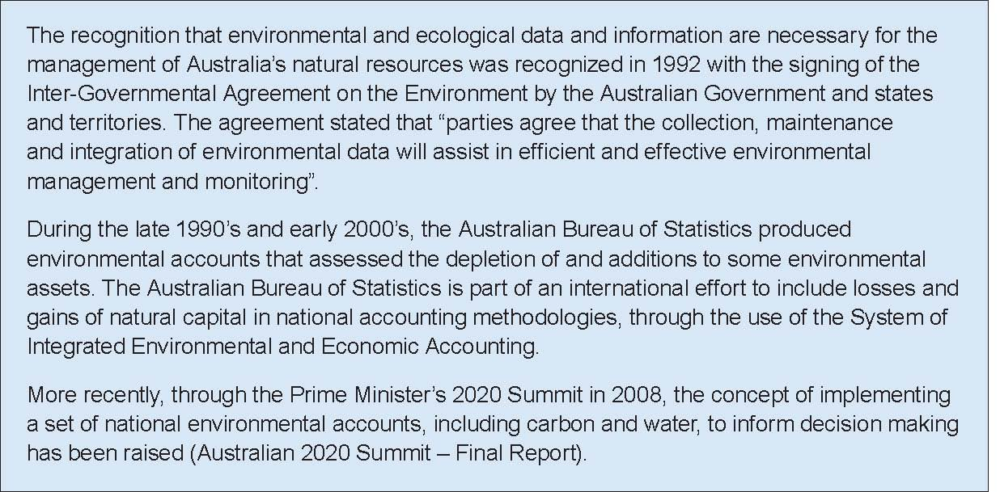 The recognition that environmental and ecological data and information are necessary for the
management of Australia’s natural resources was recognized in 1992 with the signing of the
Inter-Governmental Agreement on the Environment by the Australian Government and states
and territories. The agreement stated that “parties agree that the collection, maintenance
and integration of environmental data will assist in efficient and effective environmental
management and monitoring”.
During the late 1990’s and early 2000’s, the Australian Bureau of Statistics produced
environmental accounts that assessed the depletion of and additions to some environmental
assets. The Australian Bureau of Statistics is part of an international effort to include losses and
gains of natural capital in national accounting methodologies, through the use of the System of
Integrated Environmental and Economic Accounting.
More recently, through the Prime Minister’s 2020 Summit in 2008, the concept of implementing
a set of national environmental accounts, including carbon and water, to inform decision making
has been raised (Australian 2020 Summit – Final Report).